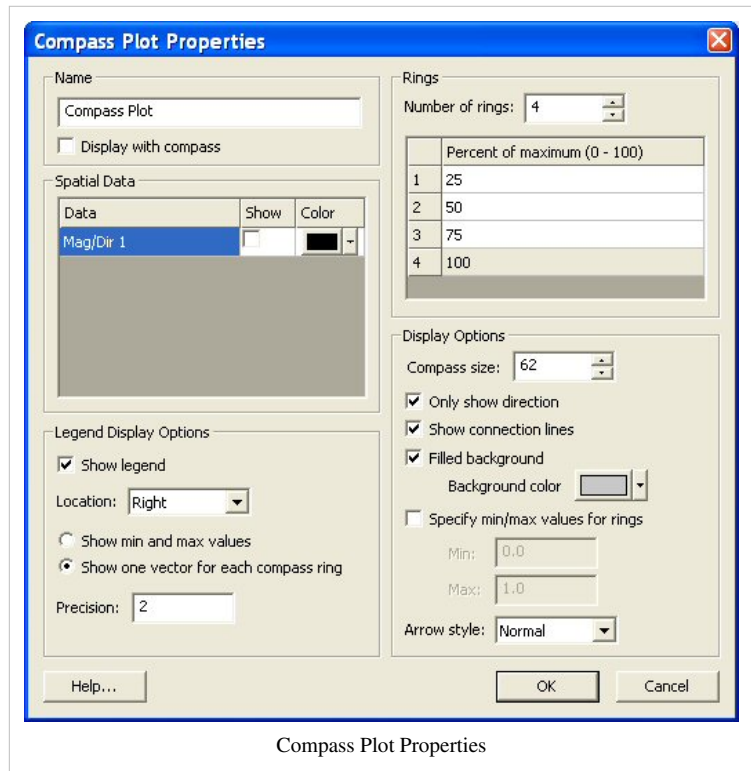 Compass Plot Properties
Name
Compass Plot
Display with compass
Spatial Data
Data Show Color
Mag/Dir 1
Legend Display Options
Show legend
Location: Right
Show min and max values
Show one vector for each compass ring
Precision: 2
Rings
Number of rings: 4
Percent of maximum (0 - 100)
1 25
2 50
3 75
4 100
Display Options
Compass size: 62
Only show direction
Show connection lines
Filled background
Background color
Specify min/max values for rings
Min: 0.0
Max: 1.0
Arrow style: Normal
Help... OK Cancel
Compass Plot Properties